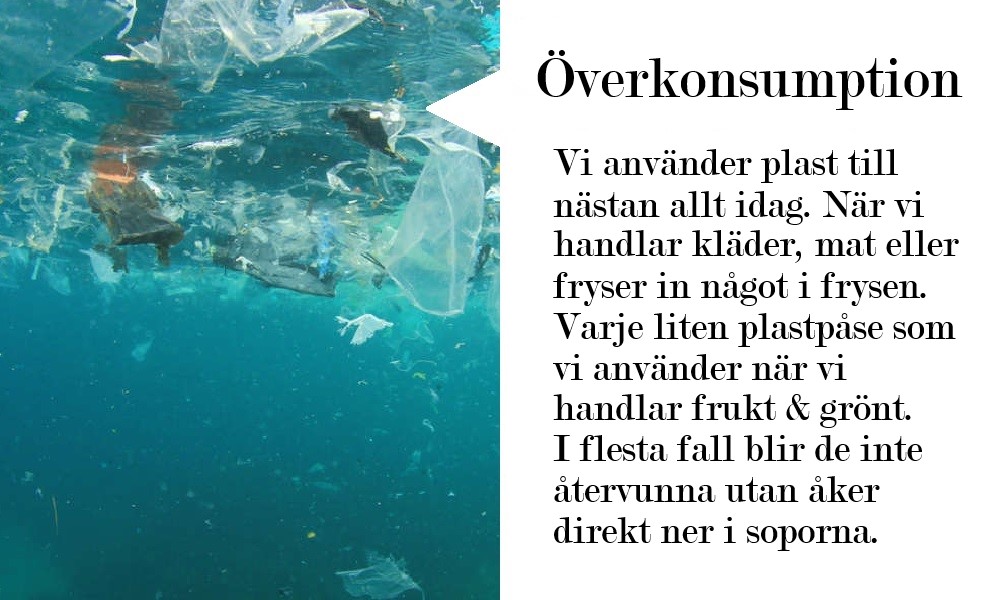 Överkonsumption
Vi använder plast till
nästan allt idag. När vi
handlar kläder, mat eller
fryser in något i frysen.
Varje liten plastpåse som
vi använder när vi
handlar frukt & grönt.
I flesta fall blir de inte
återvunna utan åker
direkt ner i soporna.